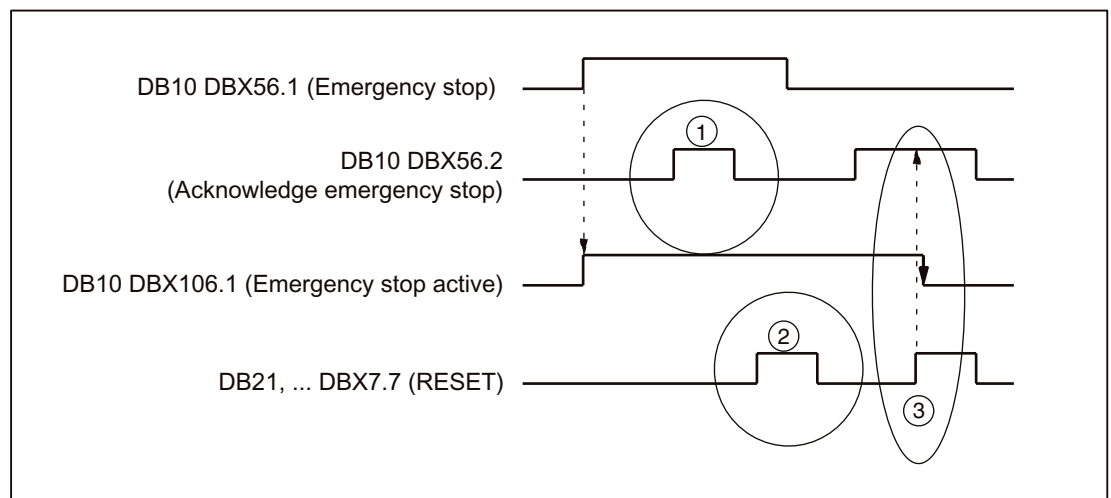 DB10 DBX56.1 (Emergency stop)
1
DB10 DBX56.2
(Acknowledge emergency stop)
DB10 DBX106.1 (Emergency stop active)
2
DB21, ... DBX7.7 (RESET)
3